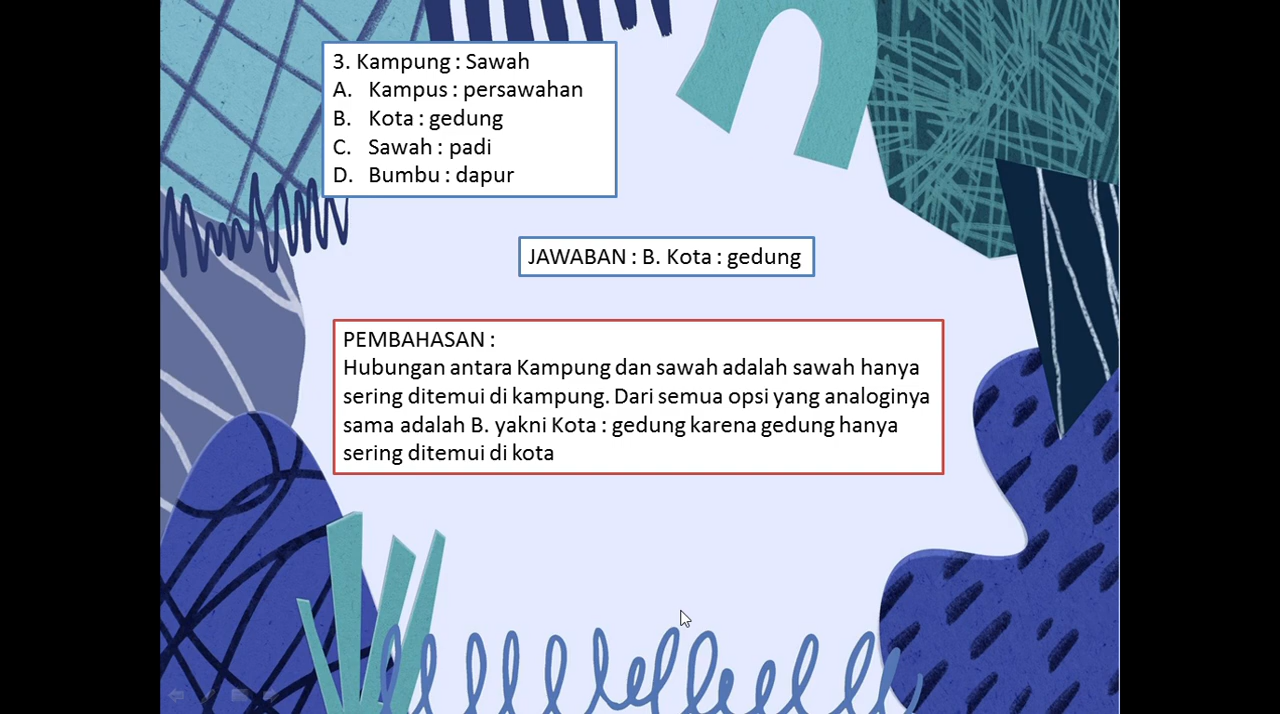 3. Kampung : Sawah
A. Kampus : persawahan
B. Kota : gedung
C. Sawah : padi
D. Bumbu : dapur
JAWABAN : B. Kota : gedung
PEMBAHASAN :
Hubungan antara Kampung dan sawah adalah sawah hanya
sering ditemui di kampung. Dari semua opsi yang analoginya
sama adalah B. yakni Kota : gedung karena gedung hanya
sering ditemui di kota